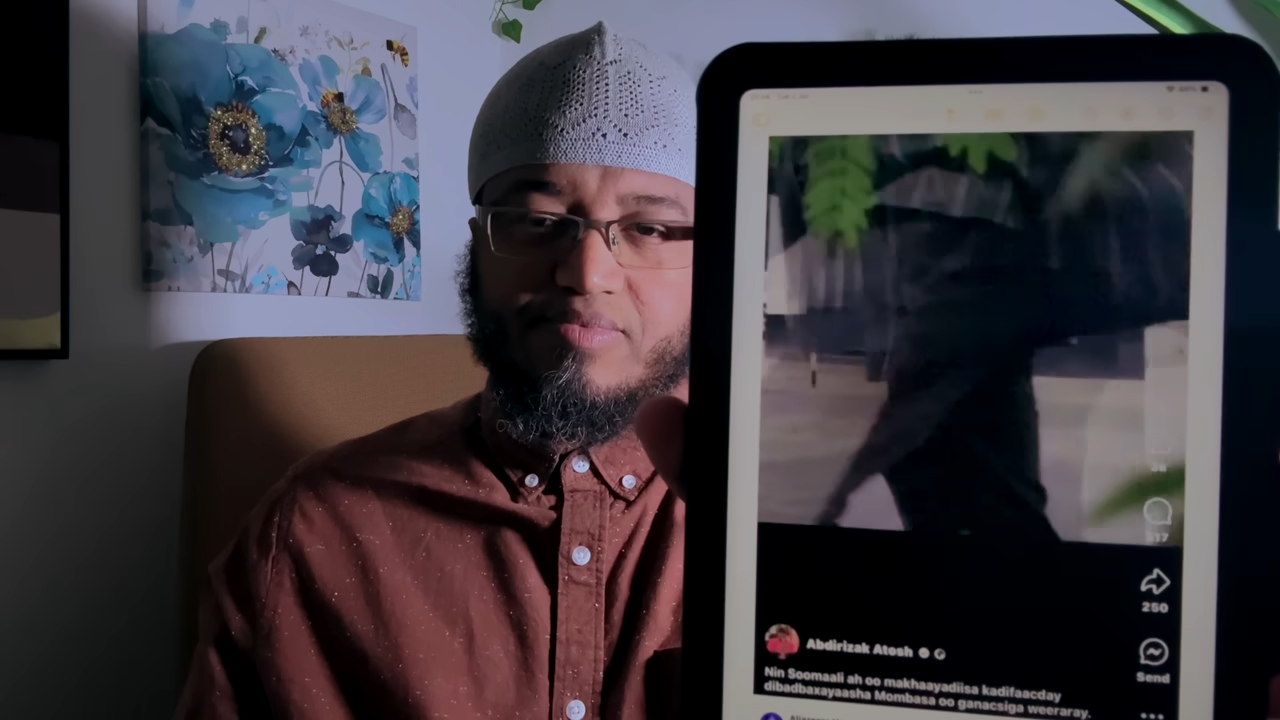 250
Abdirizak Atosh
Send
Nin Soomaali ah oo makhaayadiisa kadifaacday
dibadbaxayaasha Mombasa oo ganacsiga weeraray.